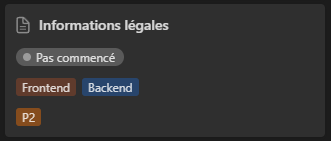 Informations légales
Pas commencé
Frontend Backend
P2